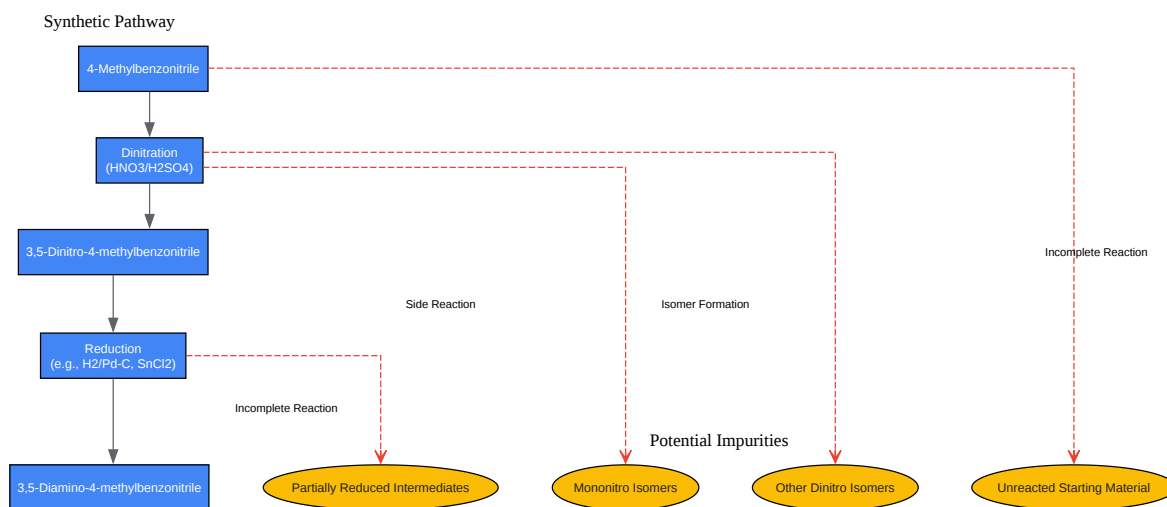 Synthetic Pathway
4-Methylbenzonitrile
Dinitration
(HNO3/H2SO4)
3,5-Dinitro-4-methylbenzonitrile
Incomplete Reaction
Side Reaction
Isomer Formation
Reduction
(e.g., H2/Pd-C, SnCl2)
Incomplete Reaction
Potential Impurities
3,5-Diamino-4-methylbenzonitrile
Partially Reduced Intermediates
Mononitro Isomers
Other Dinitro Isomers
Unreacted Starting Material